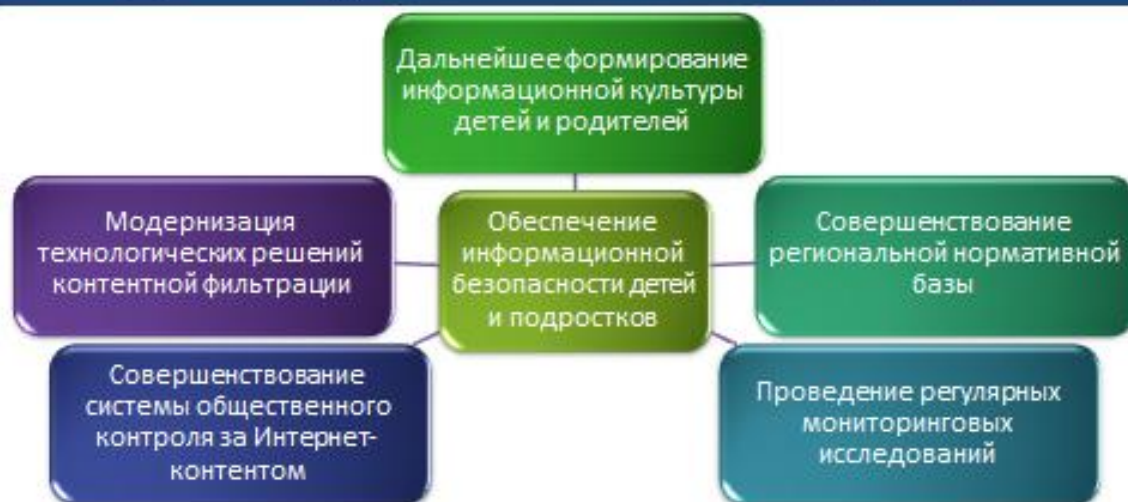 Дальнейшее формирование
информационной культуры
детей и родителей
Модернизация
технологических решений
контентной фильтрации
Обеспечение
информационной
безопасности детей
и подростков
Совершенствование
региональной нормативной
базы
Совершенствование
системы общественного
контроля за Интернет-
контентом
Проведение регулярных
мониторинговых
исследований